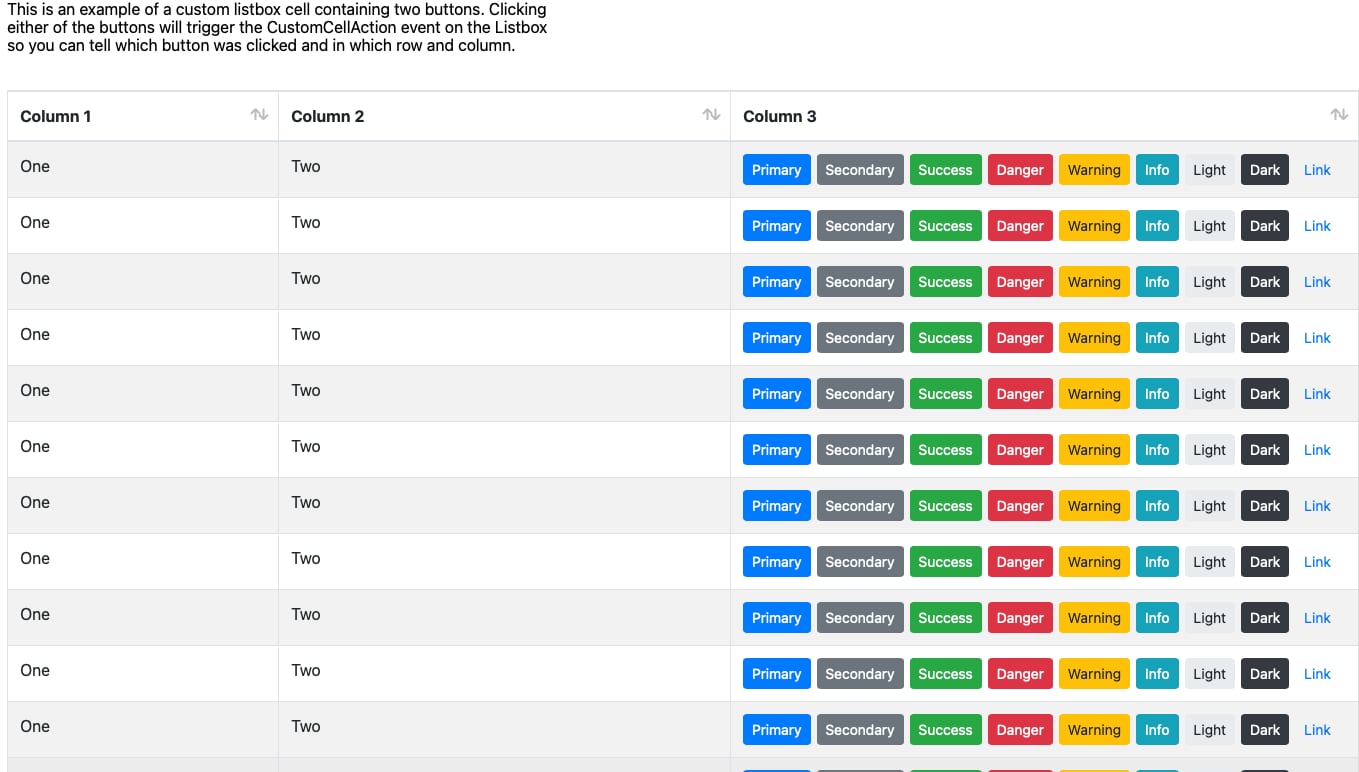 This is an example of a custom listbox cell containing two buttons. Clicking
either of the buttons will trigger the CustomCellAction event on the Listbox
so you can tell which button was clicked and in which row and column.
Column 1 Column 2 Column 3
One Two Primary Secondary Success Danger Warning Info Light Dark Link
One Two Primary Secondary Success Danger Warning Info Light Dark Link
One Two Primary Secondary Success Danger Warning Info Light Dark Link
One Two Primary Secondary Success Danger Warning Info Light Dark Link
One Two Primary Secondary Success Danger Warning Info Light Dark Link
One Two Primary Secondary Success Danger Warning Info Light Dark Link
One Two Primary Secondary Success Danger Warning Info Light Dark Link
One Two Primary Secondary Success Danger Warning Info Light Dark Link
One Two Primary Secondary Success Danger Warning Info Light Dark Link
One Two Primary Secondary Success Danger Warning Info Light Dark Link
One Two Primary Secondary Success Danger Warning Info Light Dark Link